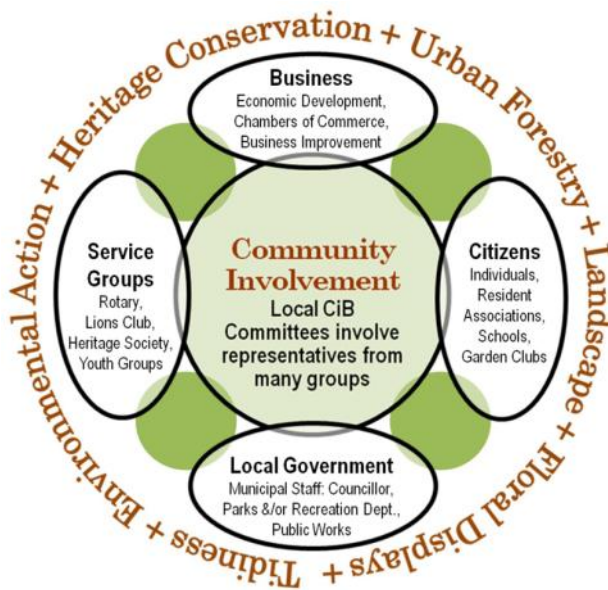 Environmental Action + Heritage Conservation + Urban Forestry + Landscape + Floral Displays + Tidiness +
Business
Economic Development,
Chambers of Commerce,
Business Improvement
Service
Groups
Rotary,
Lions Club,
Heritage Society,
Youth Groups
Community
Involvement
Local CiB
Committees involve
representatives from
many groups
Citizens
Individuals,
Resident
Associations,
Schools,
Garden Clubs
Local Government
Municipal Staff: Councillor,
Parks &/or Recreation Dept.,
Public Works